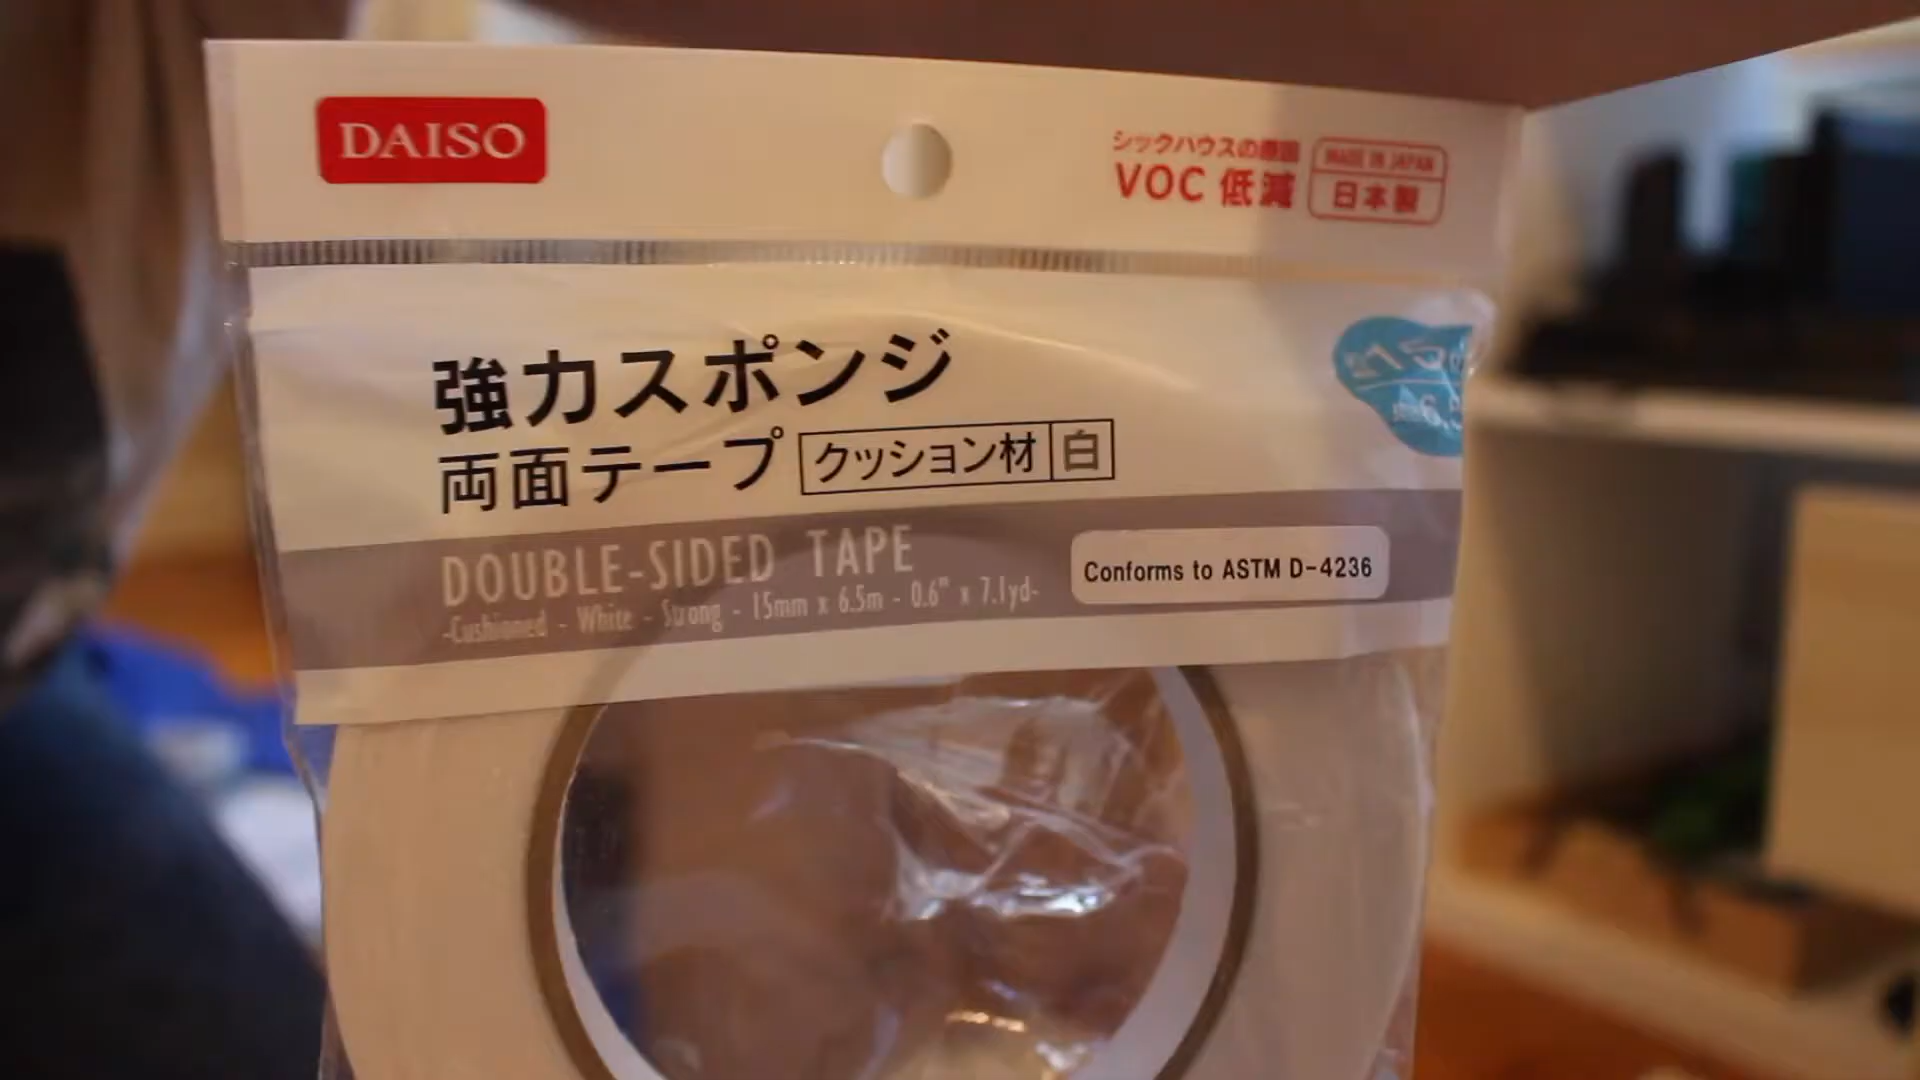 DAISO
シックハウスの原因
VOC 低減
MADE IN JAPAN
日本製
強力スポンジ
両面テープ クッション材 白
DOUBLE-SIDED TAPE
-Cushioned - White - Strong - 15mm x 6.5m - 0.6" x 7.1yd-
Conforms to ASTM D-4236